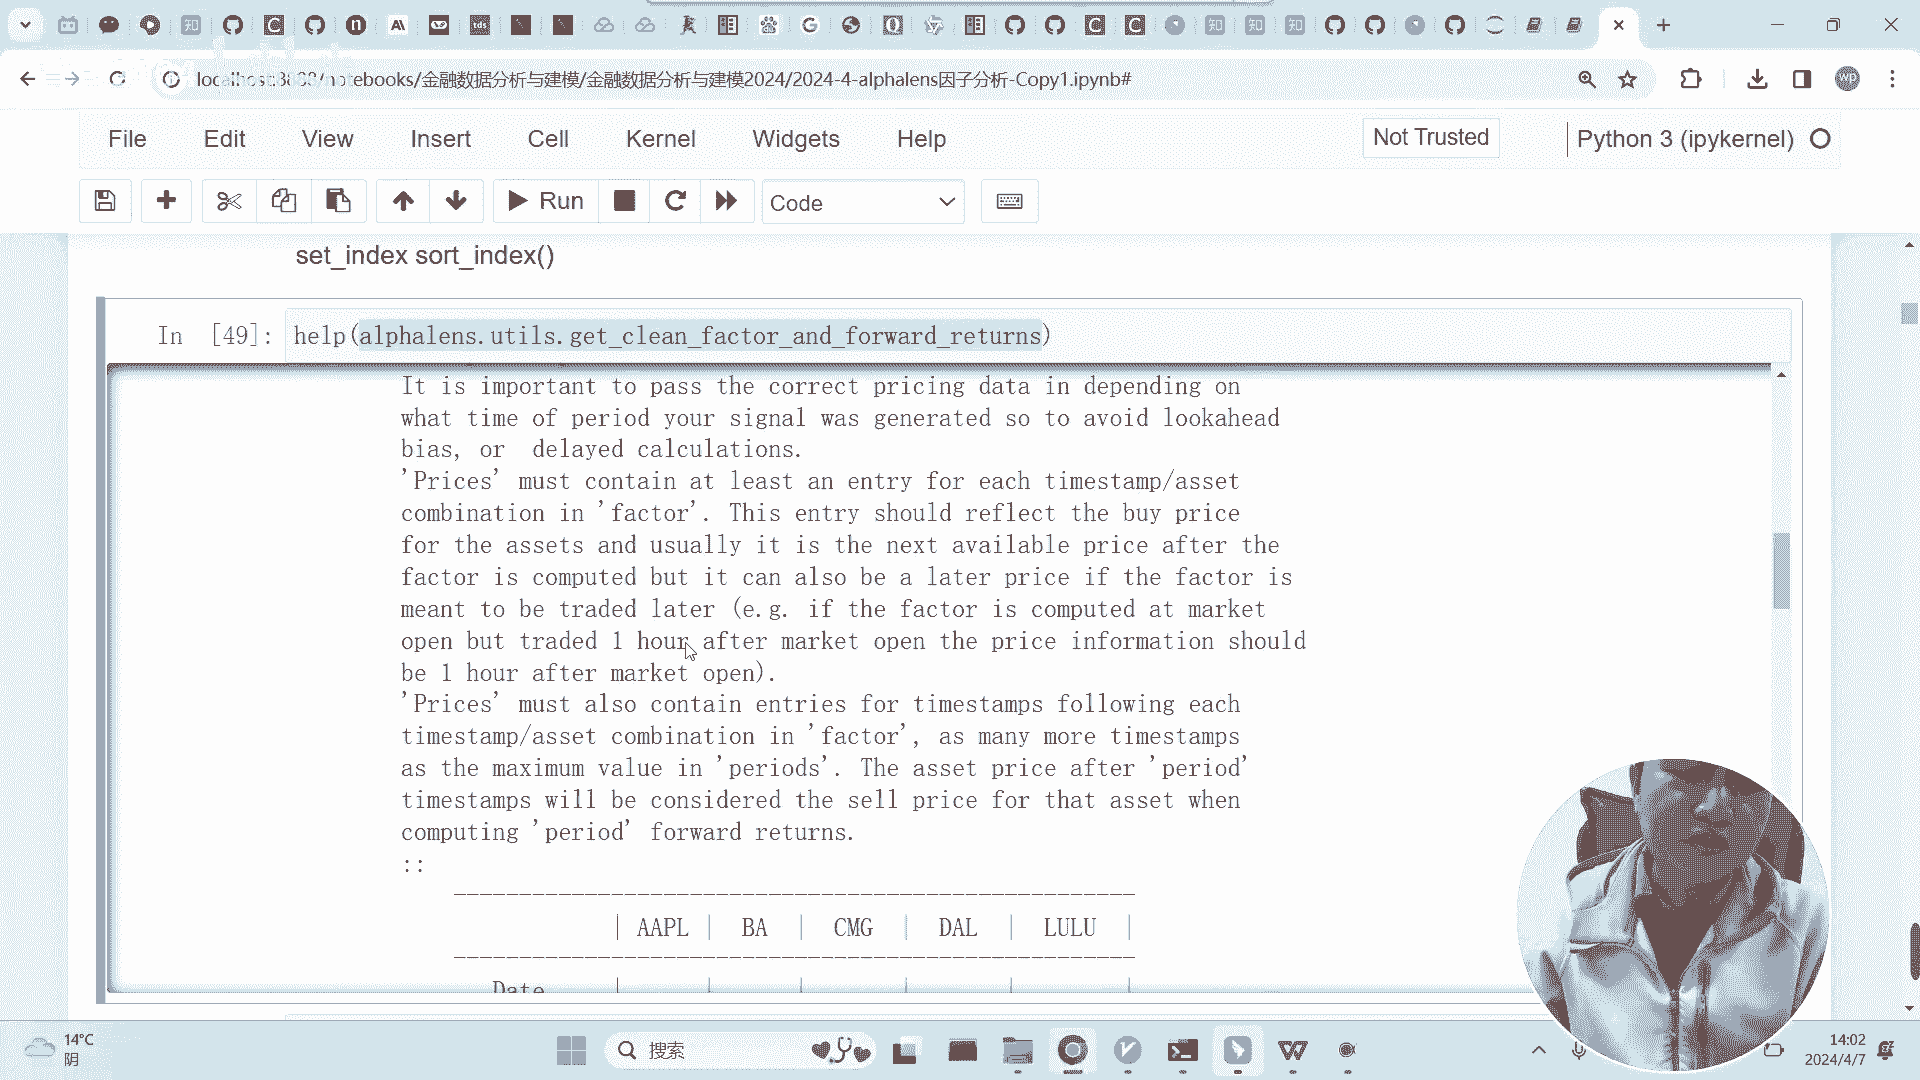 localhost:8888/notebooks/金融数据分析与建模/金融数据分析与建模2024/2024-4-alphalens因子分析-Copy1.ipynb#
File Edit View Insert Cell Kernel Widgets Help Not Trusted Python 3 (ipykernel)
Run Code
set_index sort_index()
In [49]: help(alphalens.utils.get_clean_factor_and_forward_returns)
It is important to pass the correct pricing data in depending on
what time of period your signal was generated so to avoid lookahead
bias, or delayed calculations.
'Prices' must contain at least an entry for each timestamp/asset
combination in 'factor'. This entry should reflect the buy price
for the assets and usually it is the next available price after the
factor is computed but it can also be a later price if the factor is
meant to be traded later (e.g. if the factor is computed at market
open but traded 1 hour after market open the price information should
be 1 hour after market open).
'Prices' must also contain entries for timestamps following each
timestamp/asset combination in 'factor', as many more timestamps
as the maximum value in 'periods'. The asset price after 'period'
timestamps will be considered the sell price for that asset when
computing 'period' forward returns.
::
| AAPL | BA | CMG | DAL | LULU |
Date | | | | | |
14°C
阴
搜索
14:02
2024/4/7